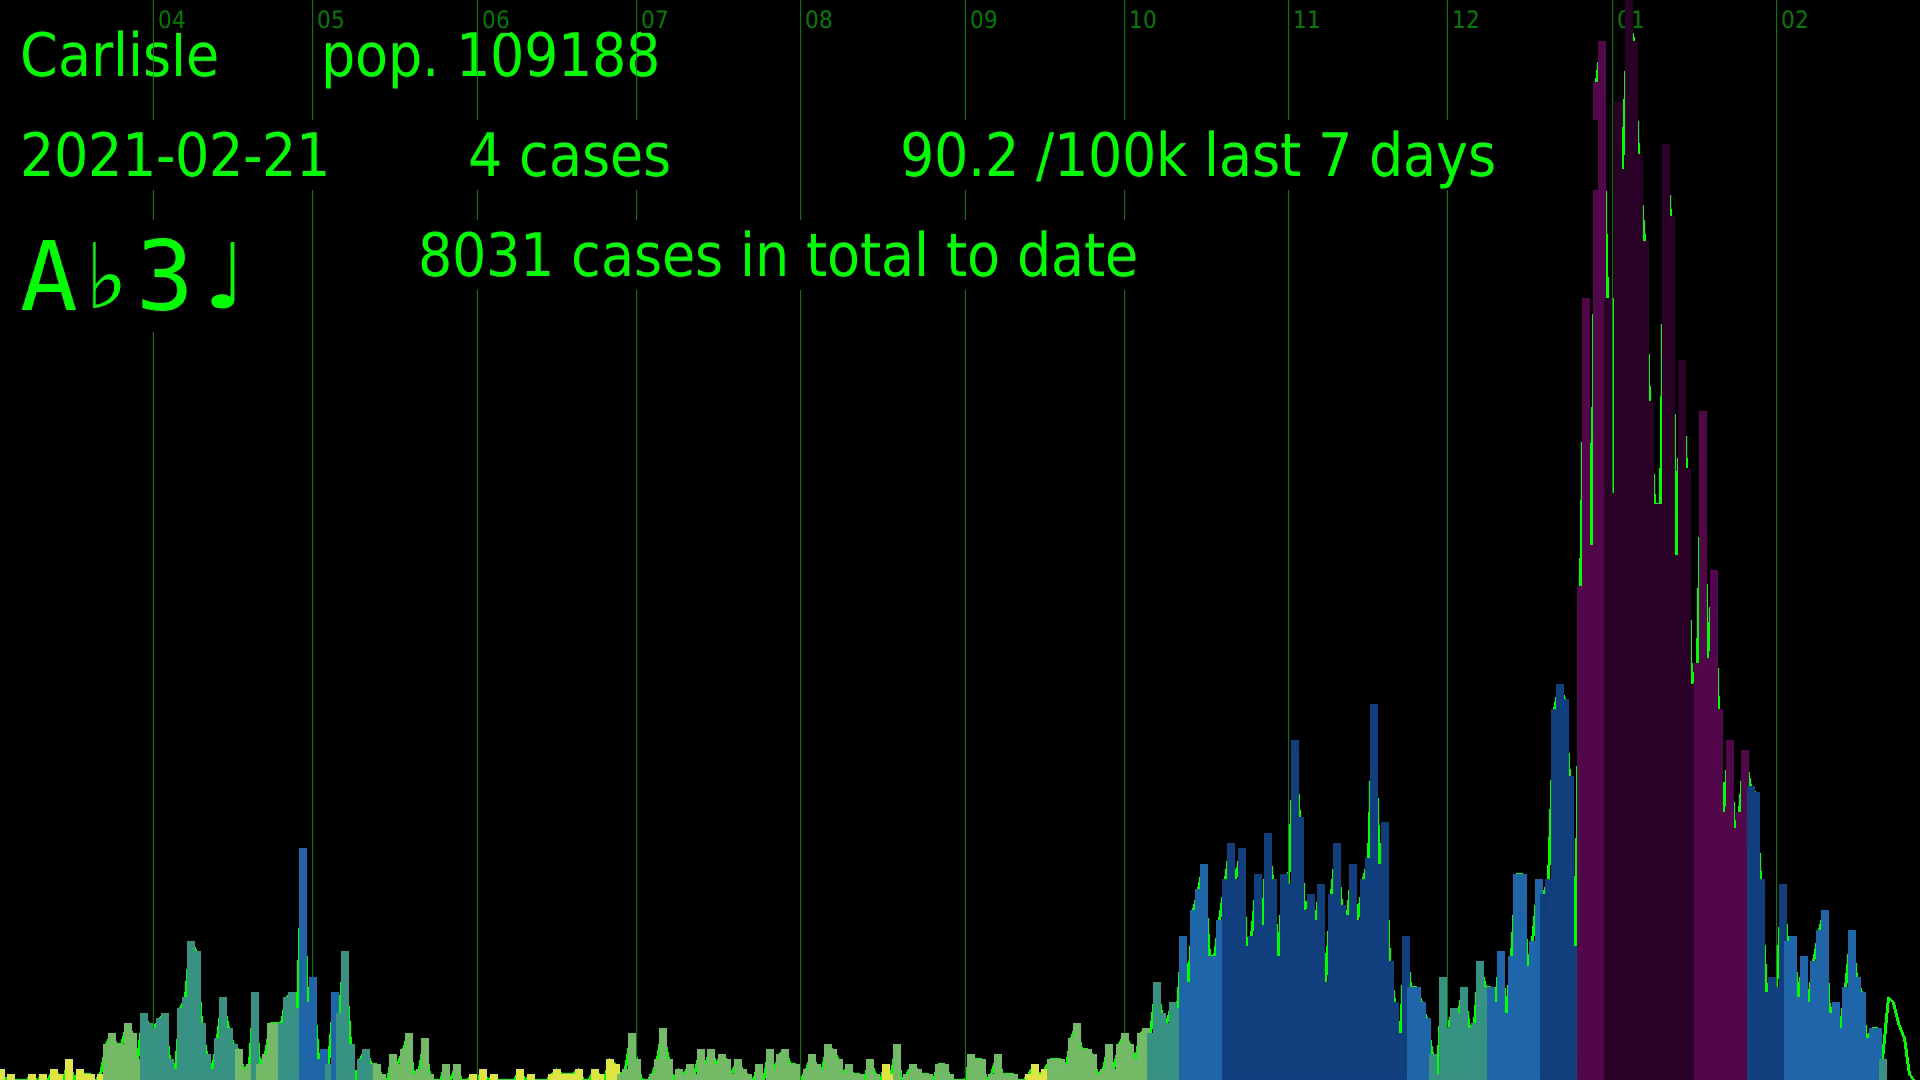 04 05 06 07 08 09 10 11 12 01 02
Carlisle pop. 109188
2021-02-21 4 cases 90.2 /100k last 7 days
A♭3♩ 8031 cases in total to date